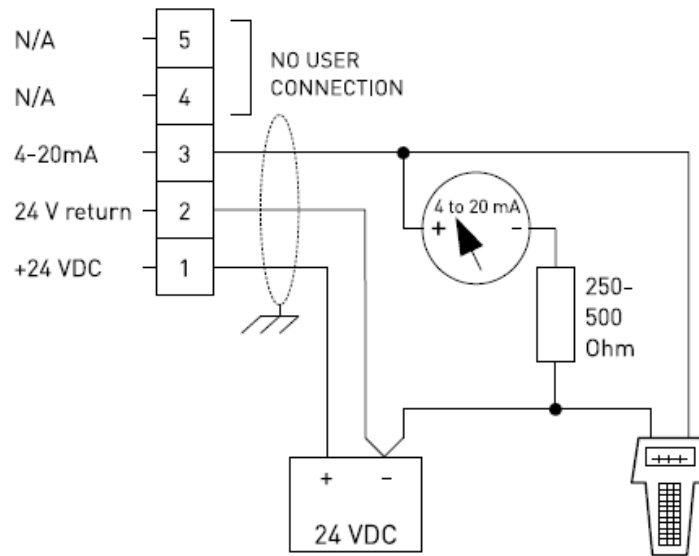 N/A 5
NO USER
CONNECTION
N/A 4
4-20mA 3
4 to 20 mA
+ -
24 V return 2
+24 VDC 1
250-
500
Ohm
+ -
24 VDC